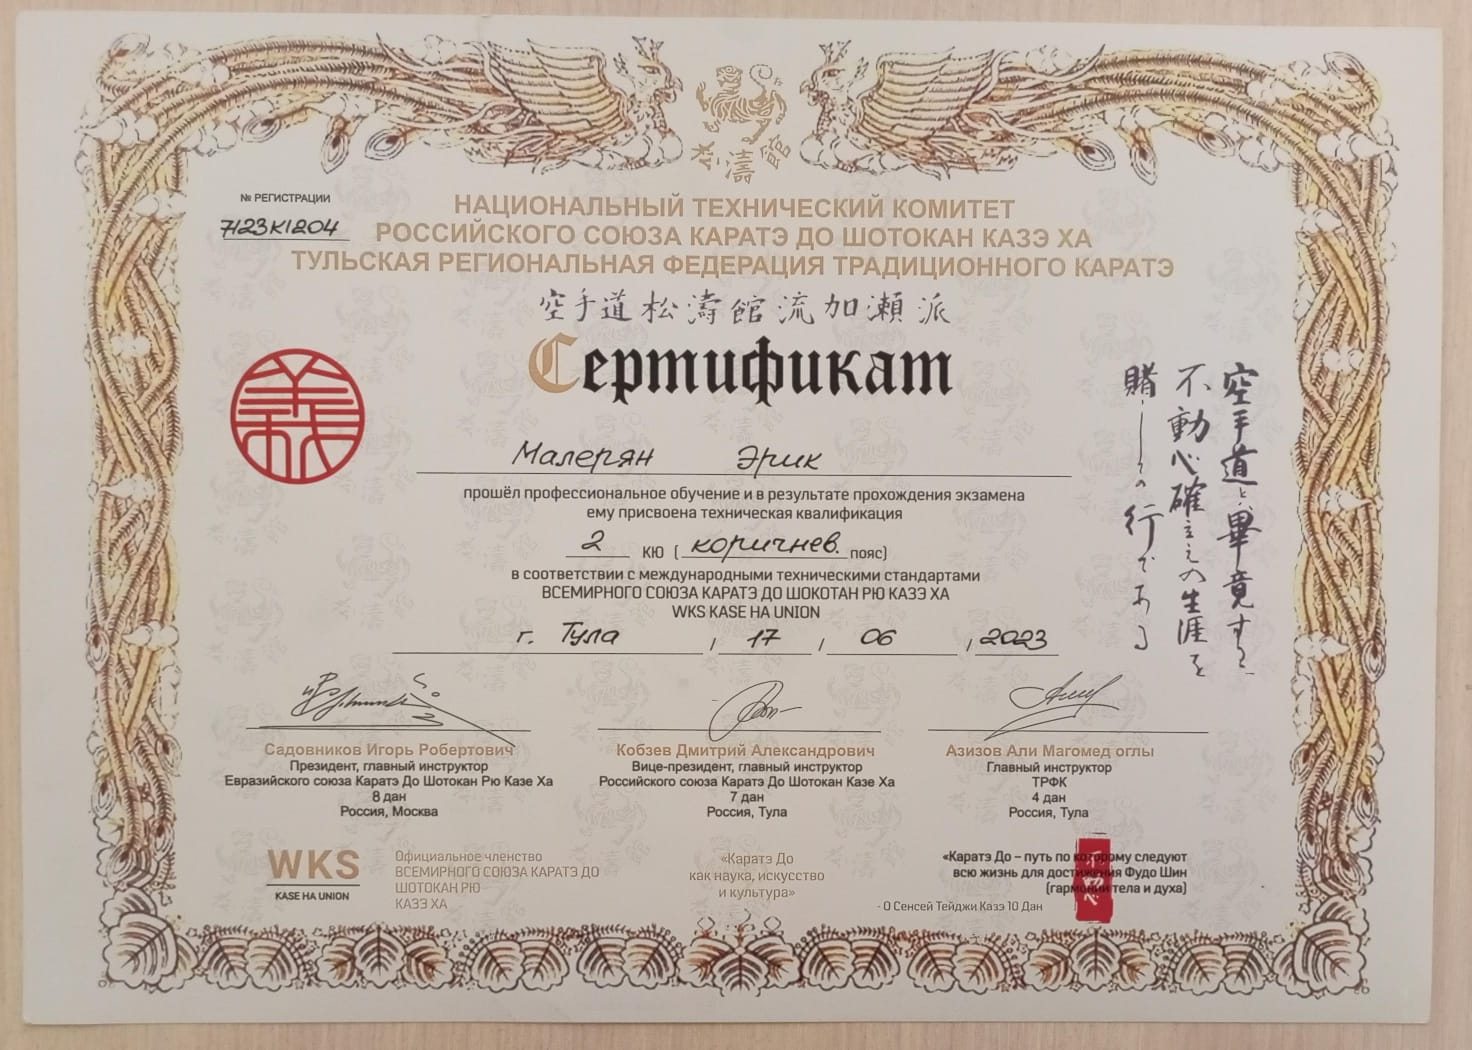 松濤館
№ РЕГИСТРАЦИИ
7123К1204
НАЦИОНАЛЬНЫЙ ТЕХНИЧЕСКИЙ КОМИТЕТ
РОССИЙСКОГО СОЮЗА КАРАТЭ ДО ШОТОКАН КАЗЭ ХА
ТУЛЬСКАЯ РЕГИОНАЛЬНАЯ ФЕДЕРАЦИЯ ТРАДИЦИОННОГО КАРАТЭ
空手道松濤館流加瀬派
Сертификат
Малерян Эрик
прошёл профессиональное обучение и в результате прохождения экзамена
ему присвоена техническая квалификация
2 КЮ ( коричнев. пояс)
в соответствии с международными техническими стандартами
ВСЕМИРНОГО СОЮЗА КАРАТЭ ДО ШОКОТАН РЮ КАЗЭ ХА
WKS KASE HA UNION
г. Тула / 17 / 06 / 2023
空手道と畢竟する
不動心確立えの生涯を
賭しての行である
Садовников Игорь Робертович
Президент, главный инструктор
Евразийского союза Каратэ До Шотокан Рю Казе Ха
8 дан
Россия, Москва
Кобзев Дмитрий Александрович
Вице-президент, главный инструктор
Российского союза Каратэ До Шотокан Казе Ха
7 дан
Россия, Тула
Азизов Али Магомед оглы
Главный инструктор
ТРФК
4 дан
Россия, Тула
WKS
KASE HA UNION
Официальное членство
ВСЕМИРНОГО СОЮЗА КАРАТЭ ДО
ШОТОКАН РЮ
КАЗЭ ХА
«Каратэ До
как наука, искусство
и культура»
«Каратэ До – путь по которому следуют
всю жизнь для достижения Фудо Шин
(гармонии тела и духа)
- О Сенсей Тейджи Казэ 10 Дан